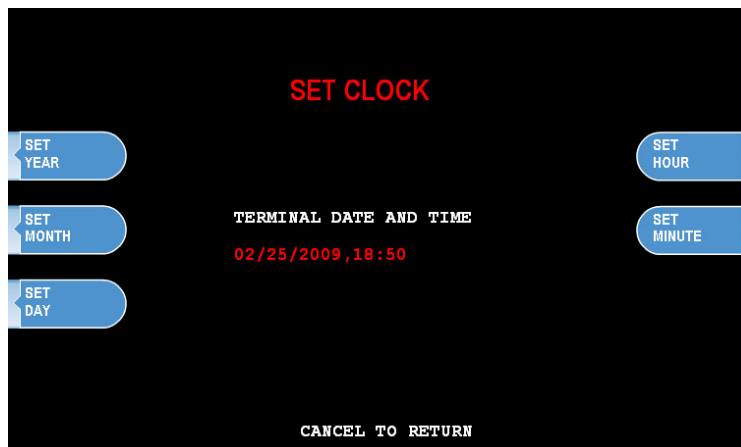 SET CLOCK
SET
YEAR
SET
HOUR
SET
MONTH
TERMINAL DATE AND TIME
SET
MINUTE
02/25/2009,18:50
SET
DAY
CANCEL TO RETURN